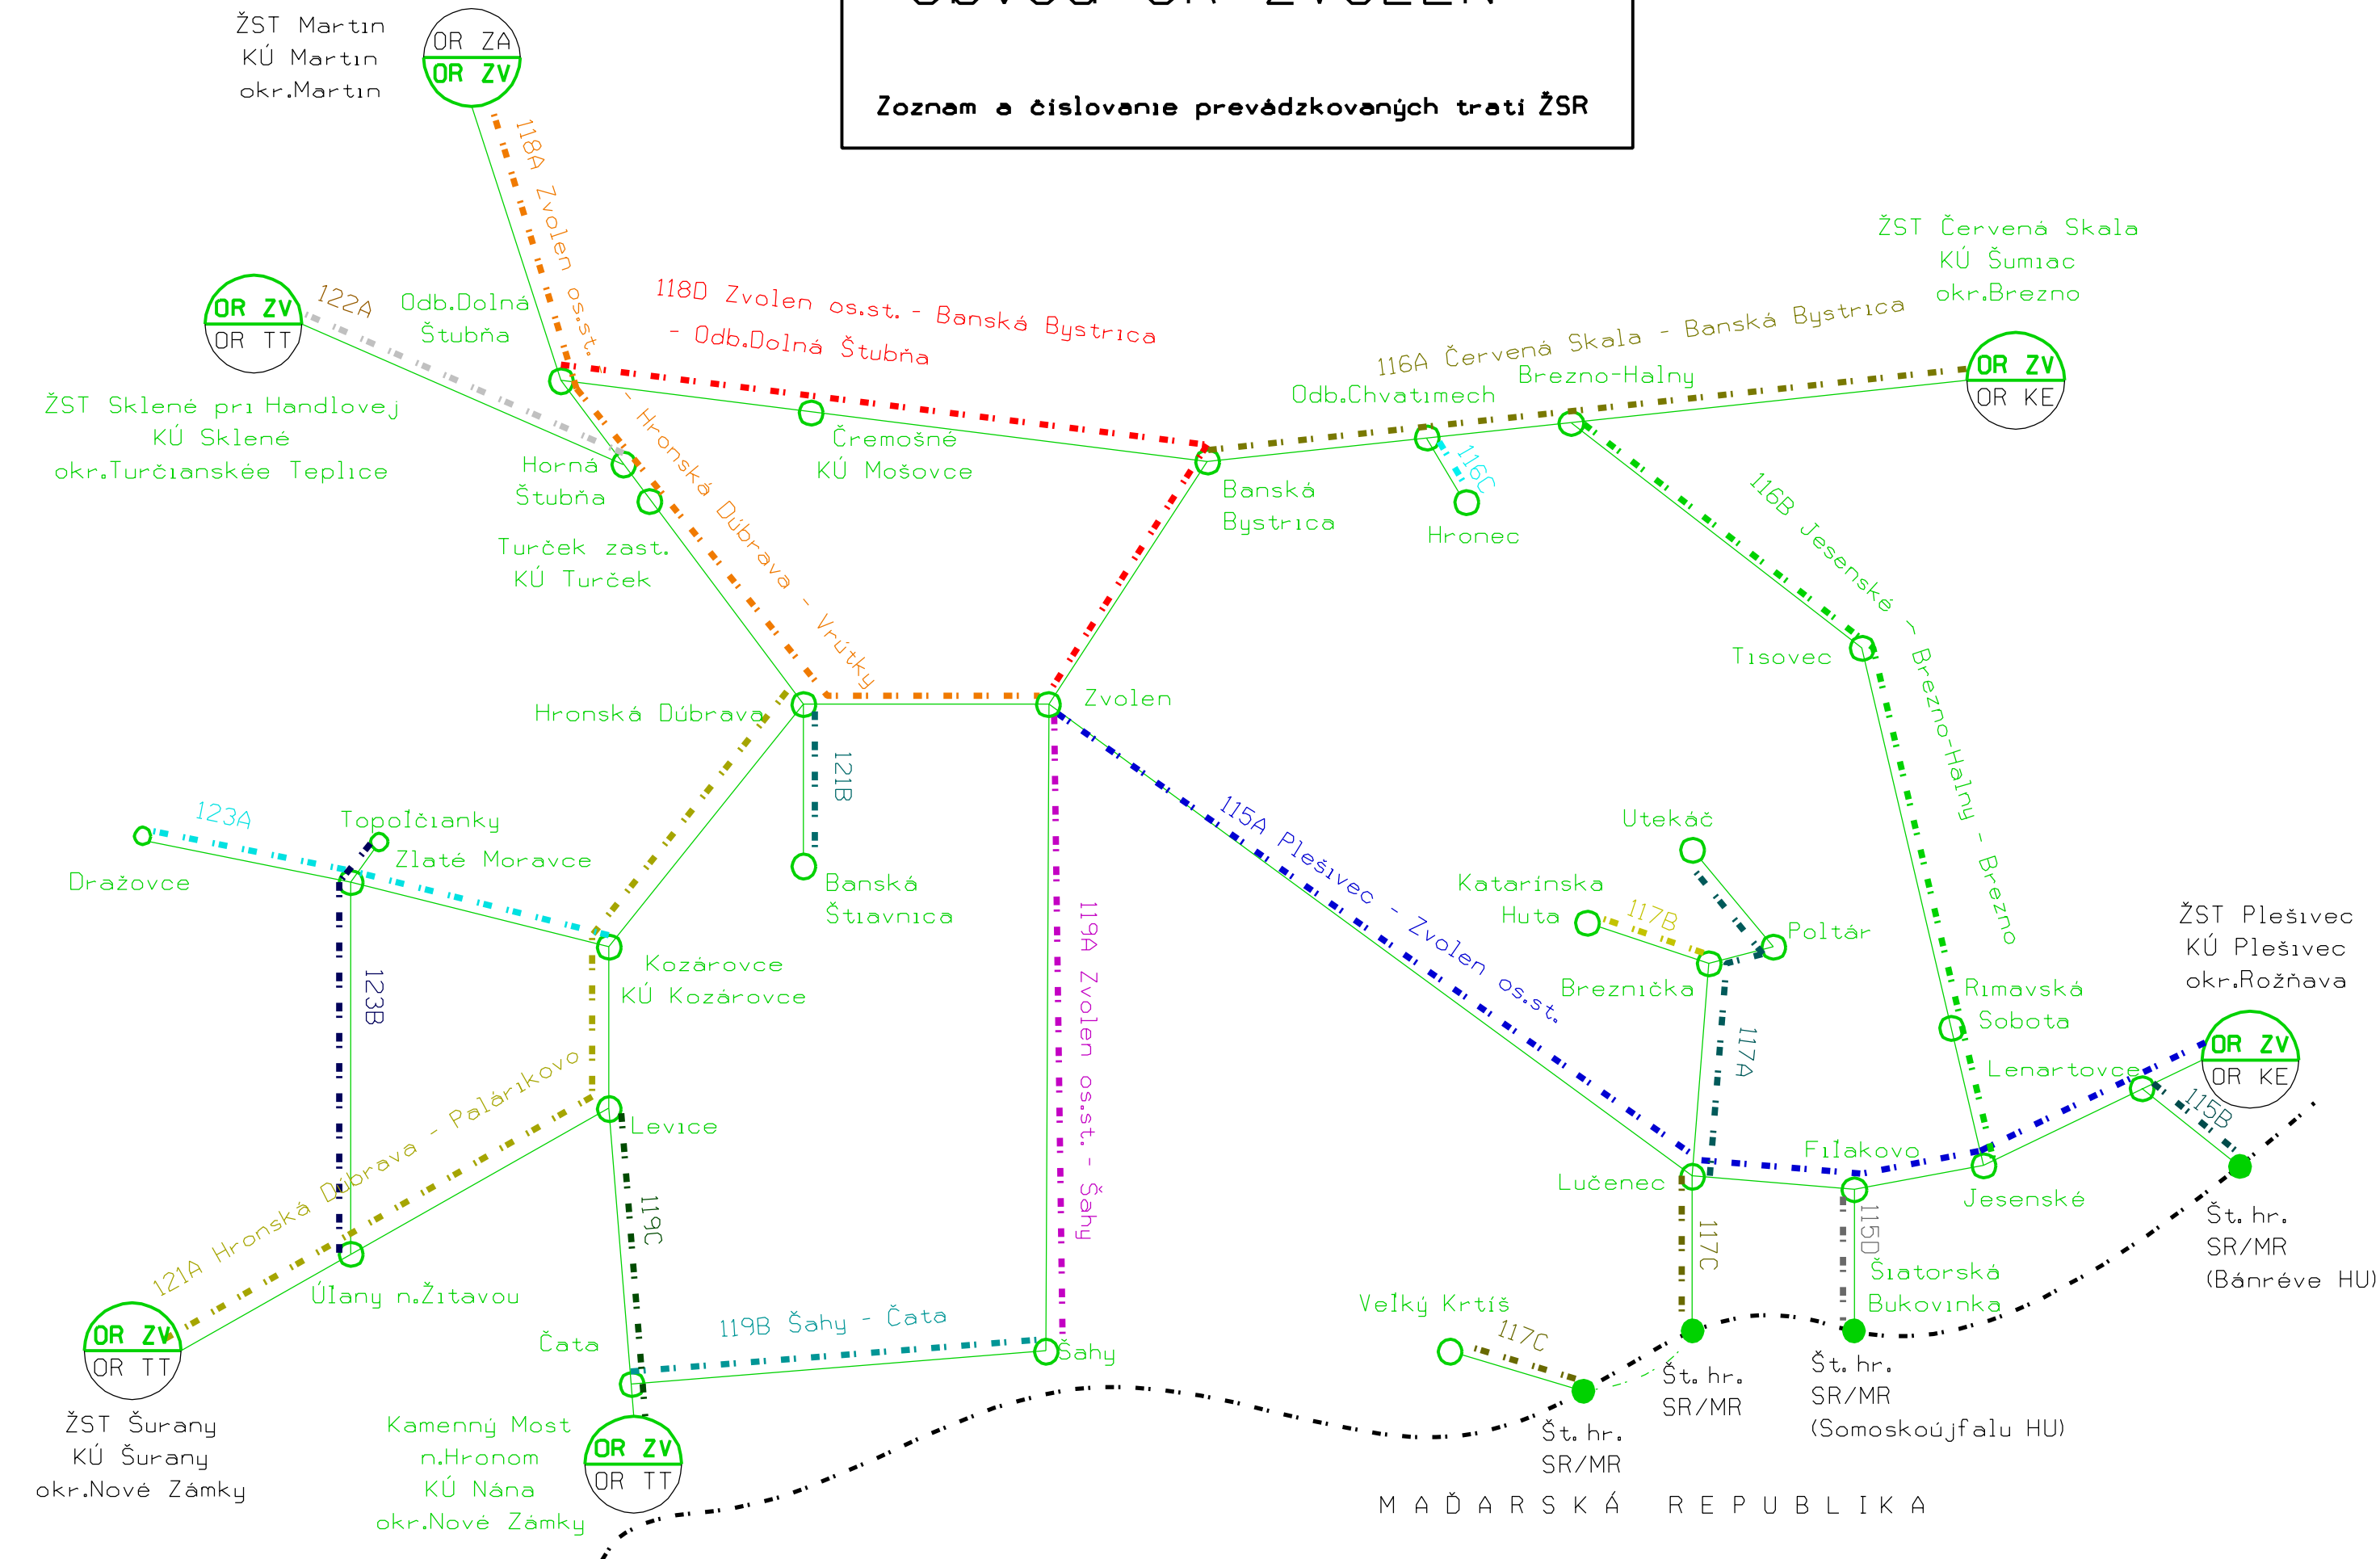 Obvod OR ZVOLEN
Zoznam a čislovanie prevádzkovaných trati ŽSR
ŽST Martin
KÚ Martin
okr.Martin
OR ZA
OR ZV
118A Zvolen os.st. - Hronská Dúbrava - Vrútky
ŽST Červená Skala
KÚ Šumiac
okr.Brezno
OR ZV
OR KE
OR ZV
OR TT
122A
Odb.Dolná
Štubňa
118D Zvolen os.st. - Banská Bystrica
- Odb.Dolná Štubňa
116A Červená Skala - Banská Bystrica
Odb.Chvatimech
Brezno-Halny
ŽST Sklené pri Handlovej
KÚ Sklené
okr.Turčianskée Teplice
Čremošné
KÚ Mošovce
Horná
Štubňa
116C
Banská
Bystrica
Hronec
116B Jesenské - Brezno-Halny - Brezno
Turček zast.
KÚ Turček
Tisovec
Hronská Dúbrava
Zvolen
121B
123A
Topoľčianky
Zlaté Moravce
Dražovce
Banská
Štiavnica
115A Plešivec - Zvolen os.st.
Utekáč
Katarínska
Huta
117B
Poltár
ŽST Plešivec
KÚ Plešivec
okr.Rožňava
Kozárovce
KÚ Kozárovce
123B
119A Zvolen os.st. - Šahy
Breznička
117A
Rimavská
Sobota
Lenartovce
OR ZV
OR KE
115B
121A Hronská Dúbrava - Palárikovo
Levice
119C
Fiľakovo
Lučenec
Jesenské
117C
115D
Št.hr.
SR/MR
(Bánréve HU)
Šiatorská
Bukovinka
Úľany n.Žitavou
OR ZV
OR TT
Čata
119B Šahy - Čata
Šahy
Veľký Krtíš
117C
Št.hr.
SR/MR
Št.hr.
SR/MR
(Somoskoújfalu HU)
ŽST Šurany
KÚ Šurany
okr.Nové Zámky
Kamenný Most
n.Hronom
KÚ Nána
okr.Nové Zámky
OR ZV
OR TT
Št.hr.
SR/MR
MAĎARSKÁ REPUBLIKA